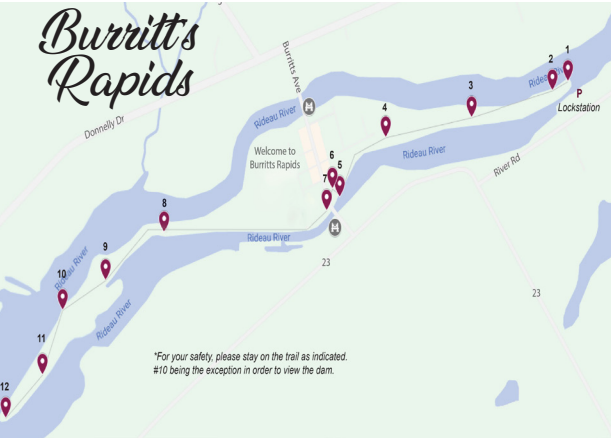 Burritt's
Rapids
Burritts Ave
Donnelly Dr
Rideau River
Welcome to
Burritts Rapids
1
2
Rideau River
P
Lockstation
3
4
Rideau River
River Rd
6
5
7
8
Rideau River
23
23
9
10
Rideau River
Rideau River
11
12
*For your safety, please stay on the trail as indicated.
#10 being the exception in order to view the dam.